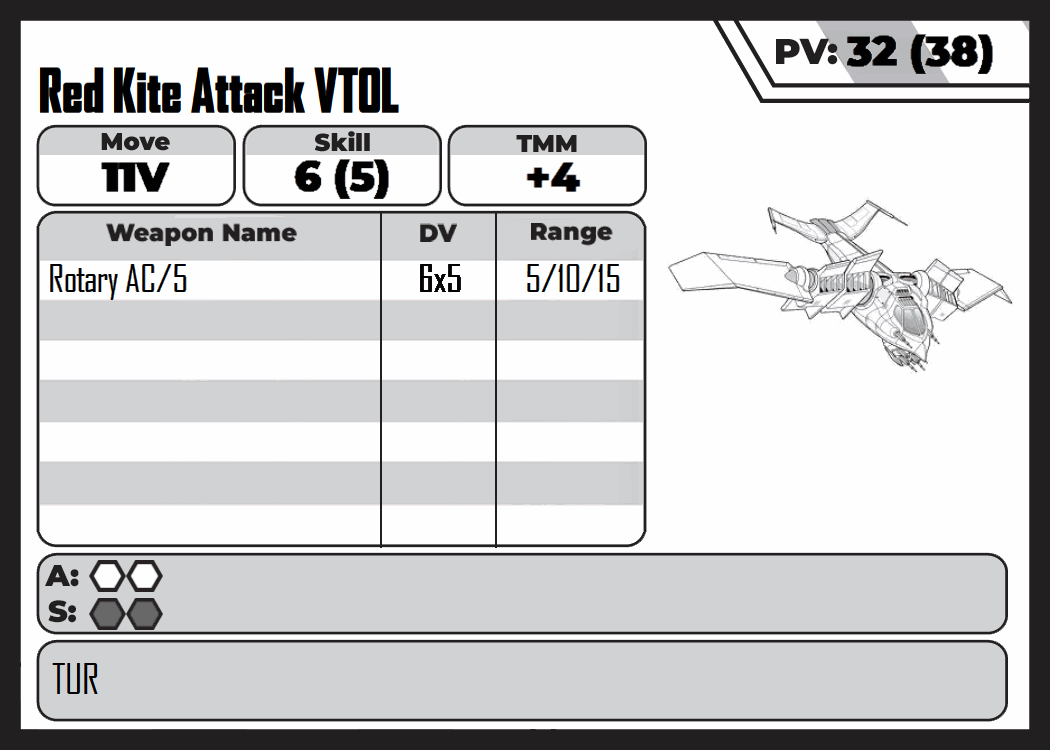 PV: 32 (38)
Red Kite Attack VTOL
Move Skill TMM
11V 6 (5) +4
Weapon Name DV Range
Rotary AC/5 6x5 5/10/15
A:
S:
TUR